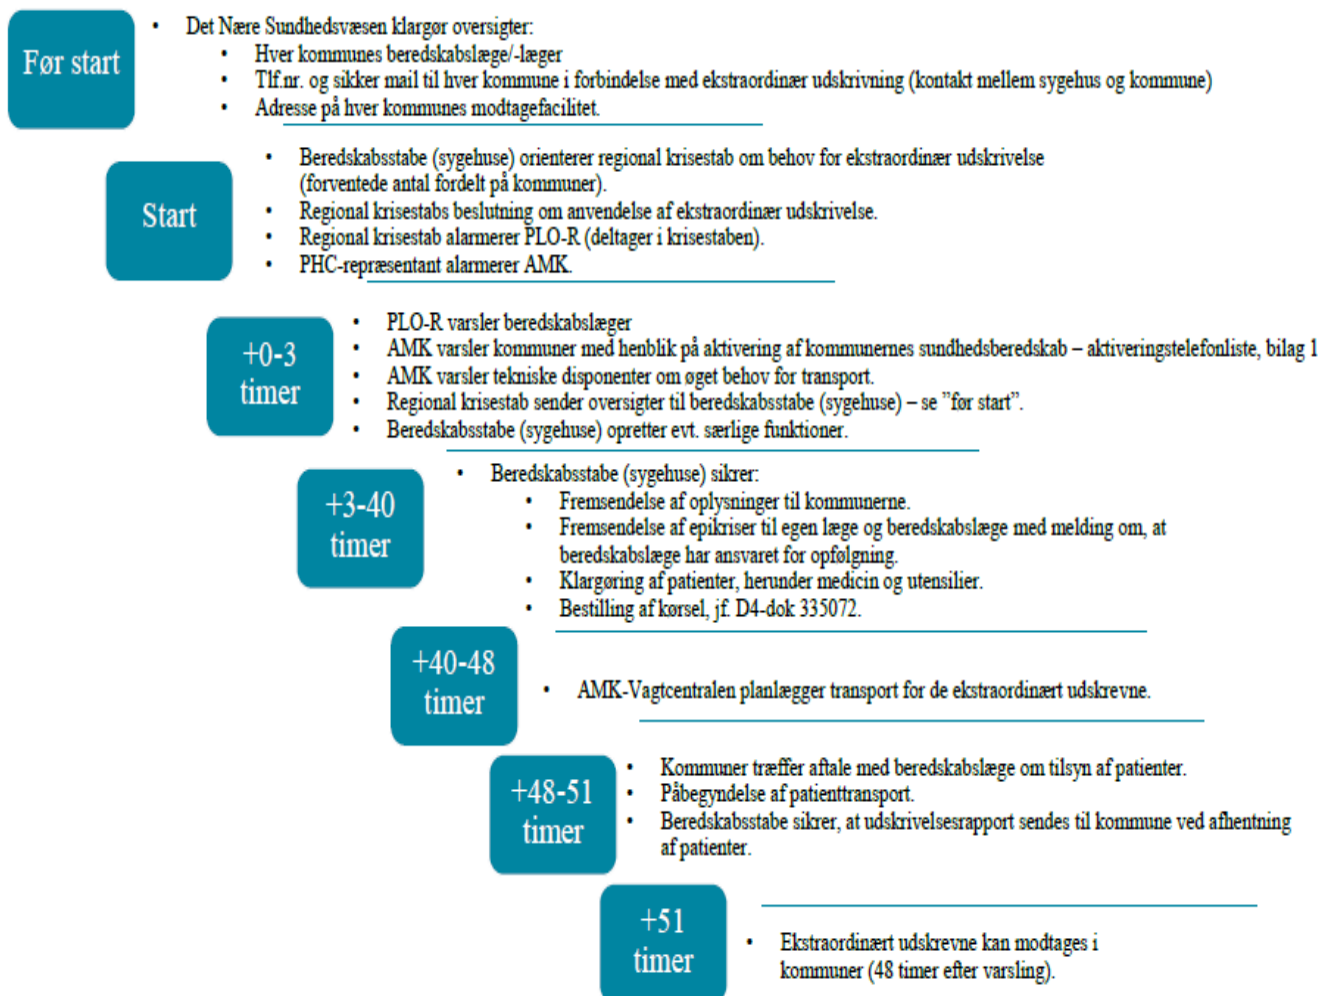 Før start
• Det Nære Sundhedsvæsen klargør oversigter:
• Hver kommunes beredskabslæge/-læger
• Tlf.nr. og sikker mail til hver kommune i forbindelse med ekstraordinær udskrivning (kontakt mellem sygehus og kommune)
• Adresse på hver kommunes modtagefacilitet.
Start
• Beredskabsstabe (sygehuse) orienterer regional krisestab om behov for ekstraordinær udskrivelse
(forventede antal fordelt på kommuner).
• Regional krisestabs beslutning om anvendelse af ekstraordinær udskrivelse.
• Regional krisestab alarmerer PLO-R (deltager i krisestaben).
• PHC-repræsentant alarmerer AMK.
+0-3
timer
• PLO-R varsler beredskabslæger
• AMK varsler kommuner med henblik på aktivering af kommunernes sundhedsberedskab – aktiveringstelefonliste, bilag 1
• AMK varsler tekniske disponenter om øget behov for transport.
• Regional krisestab sender oversigter til beredskabsstabe (sygehuse) – se ”før start”.
• Beredskabsstabe (sygehuse) opretter evt. særlige funktioner.
+3-40
timer
• Beredskabsstabe (sygehuse) sikrer:
• Fremsendelse af oplysninger til kommunerne.
• Fremsendelse af epikriser til egen læge og beredskabslæge med melding om, at
beredskabslæge har ansvaret for opfølgning.
• Klargøring af patienter, herunder medicin og utensilier.
• Bestilling af kørsel, jf. D4-dok 335072.
+40-48
timer
• AMK-Vagtcentralen planlægger transport for de ekstraordinært udskrevne.
+48-51
timer
• Kommuner træffer aftale med beredskabslæge om tilsyn af patienter.
• Påbegyndelse af patienttransport.
• Beredskabsstabe sikrer, at udskrivelsesrapport sendes til kommune ved afhentning
af patienter.
+51
timer
• Ekstraordinært udskrevne kan modtages i
kommuner (48 timer efter varsling).